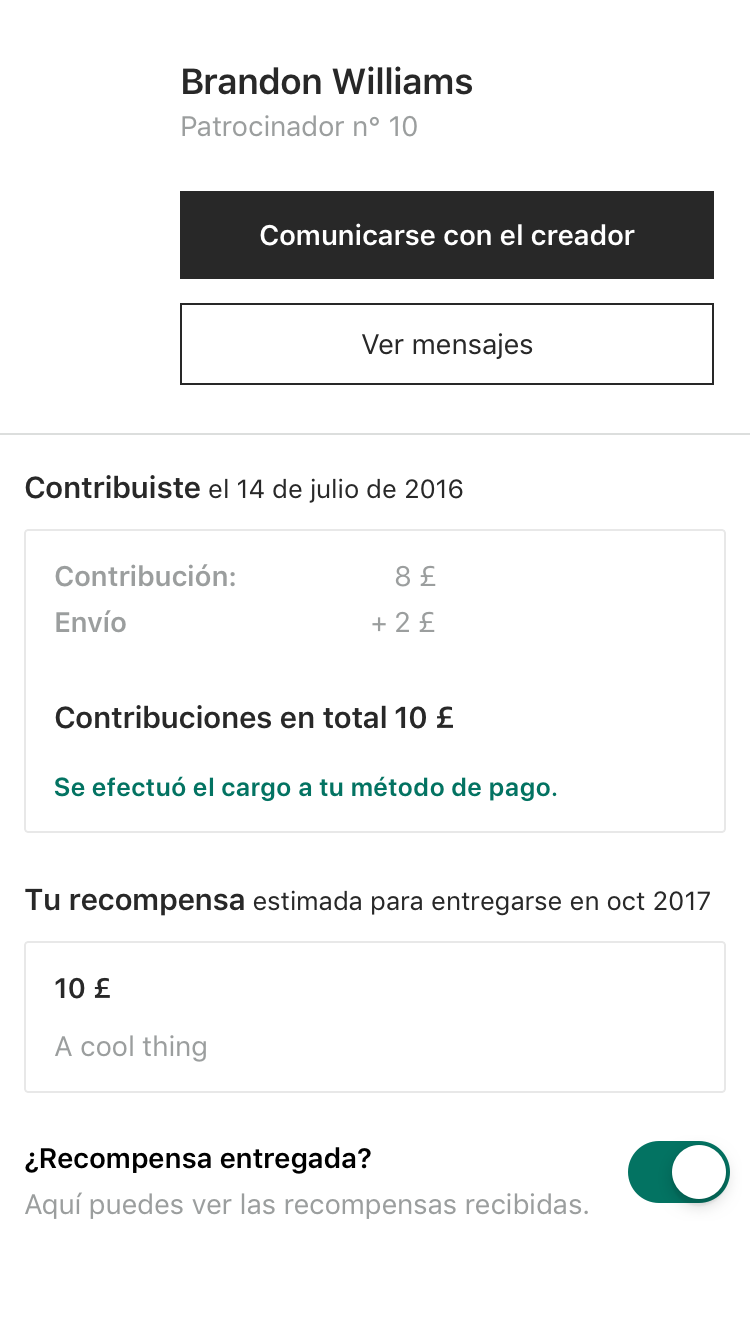 Brandon Williams
Patrocinador n° 10
Comunicarse con el creador
Ver mensajes
Contribuiste el 14 de julio de 2016
Contribución: 8 £
Envío + 2 £
Contribuciones en total 10 £
Se efectuó el cargo a tu método de pago.
Tu recompensa estimada para entregarse en oct 2017
10 £
A cool thing
¿Recompensa entregada?
Aquí puedes ver las recompensas recibidas.